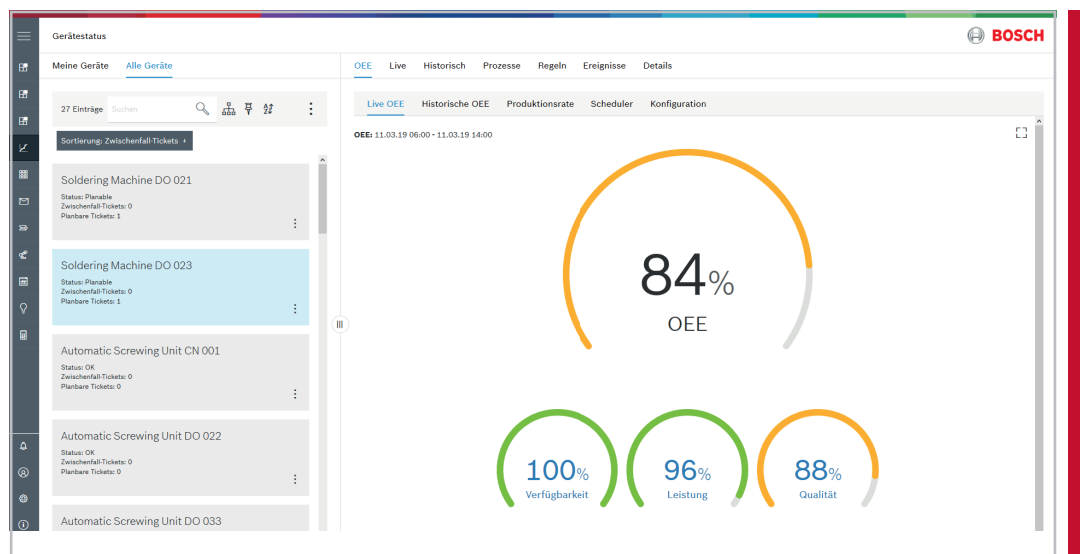 Gerätestatus
BOSCH
Meine Geräte Alle Geräte
OEE Live Historisch Prozesse Regeln Ereignisse Details
27 Einträge Suchen
Sortierung: Zwischenfall-Tickets
Soldering Machine DO 021
Status: Planable
Zwischenfall-Tickets: 0
Planbare Tickets: 1
Soldering Machine DO 023
Status: Planable
Zwischenfall-Tickets: 0
Planbare Tickets: 1
Automatic Screwing Unit CN 001
Status: OK
Zwischenfall-Tickets: 0
Planbare Tickets: 0
Automatic Screwing Unit DO 022
Status: OK
Zwischenfall-Tickets: 0
Planbare Tickets: 0
Automatic Screwing Unit DO 033
Live OEE Historische OEE Produktionsrate Scheduler Konfiguration
OEE: 11.03.19 06:00 - 11.03.19 14:00
84%
OEE
100% 96% 88%
Verfügbarkeit Leistung Qualität